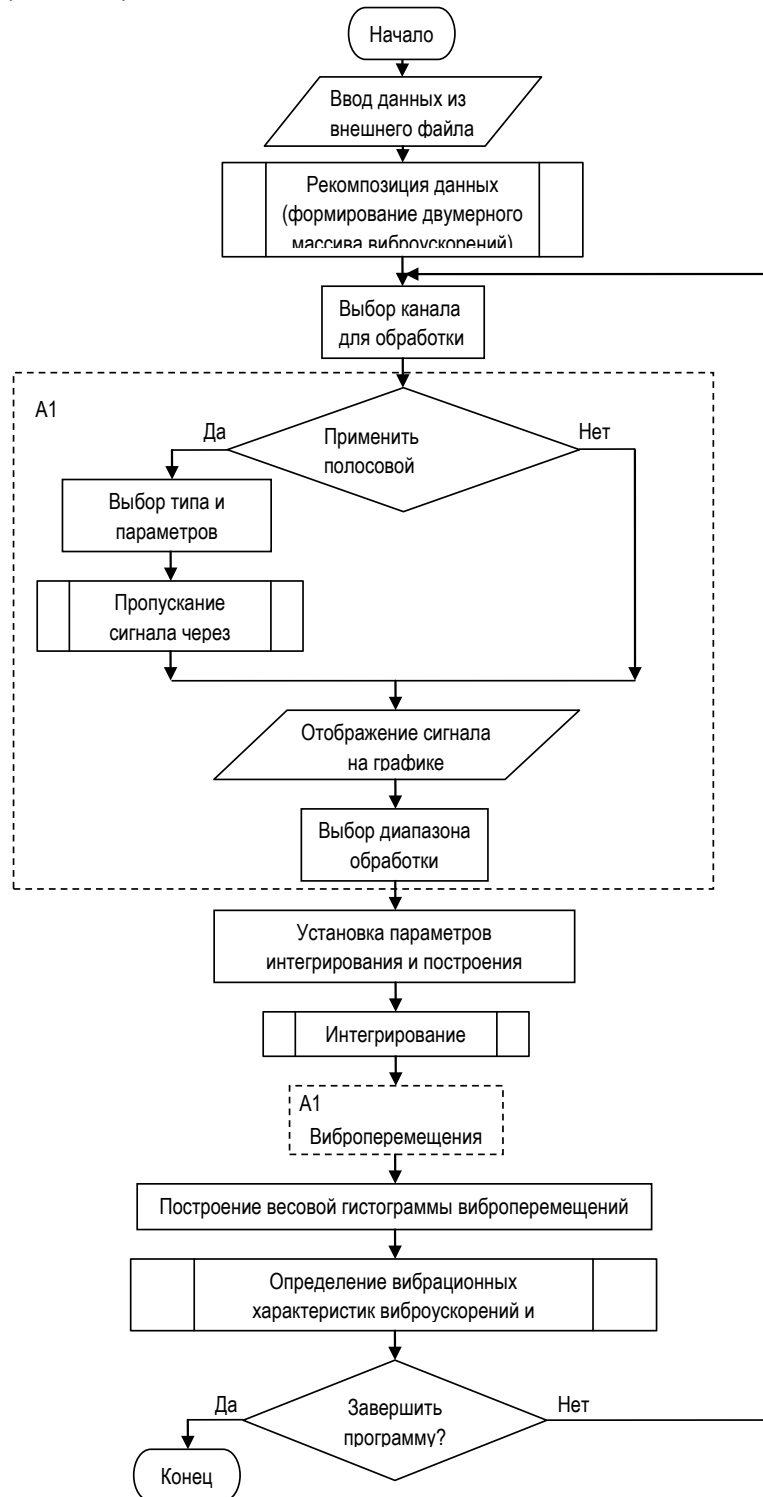 Начало
Ввод данных из
внешнего файла
Рекомпозиция данных
(формирование двумерного
массива виброускорений)
Выбор канала
для обработки
А1
Да
Применить
полосовой
Нет
Выбор типа и
параметров
Пропускание
сигнала через
Отображение сигнала
на графике
Выбор диапазона
обработки
Установка параметров
интегрирования и построения
Интегрирование
А1
Виброперемещения
Построение весовой гистограммы виброперемещений
Определение вибрационных
характеристик виброускорений и
Да
Завершить
программу?
Нет
Конец